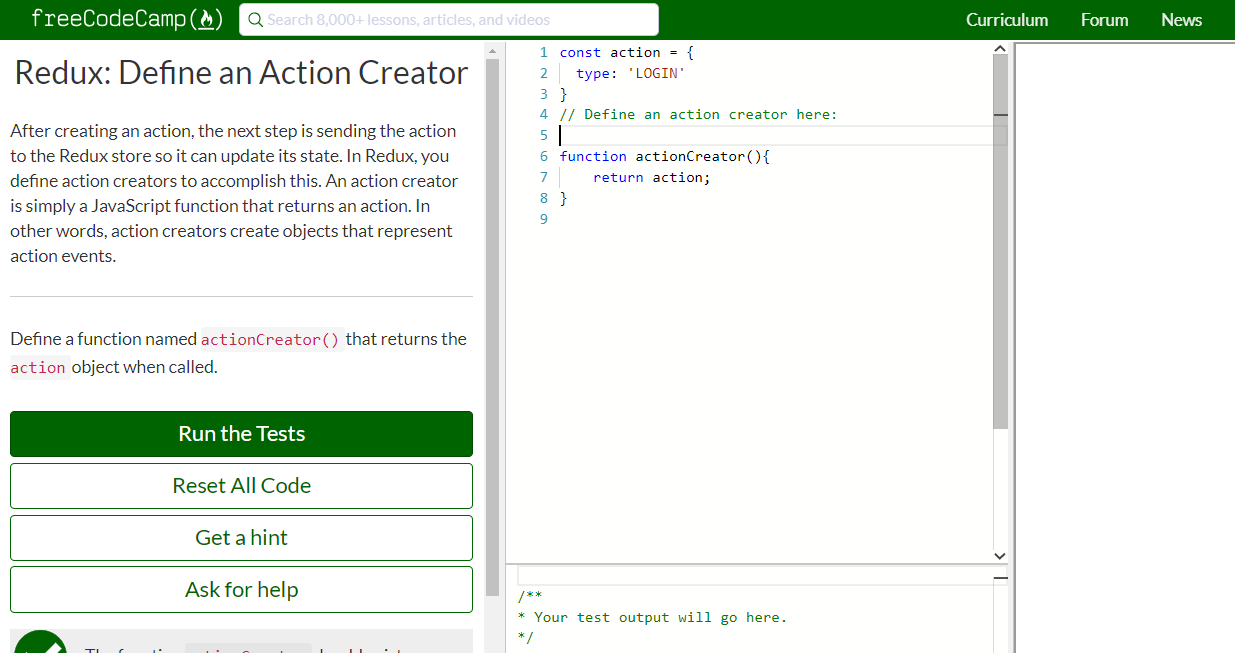 freeCodeCamp
Search 8,000+ lessons, articles, and videos
Curriculum
Forum
News
Redux: Define an Action Creator
After creating an action, the next step is sending the action
to the Redux store so it can update its state. In Redux, you
define action creators to accomplish this. An action creator
is simply a JavaScript function that returns an action. In
other words, action creators create objects that represent
action events.
Define a function named actionCreator() that returns the
action object when called.
Run the Tests
Reset All Code
Get a hint
Ask for help
1 const action = {
2 type: 'LOGIN'
3 }
4 // Define an action creator here:
5
6 function actionCreator(){
7 return action;
8 }
9
/**
* Your test output will go here.
*/